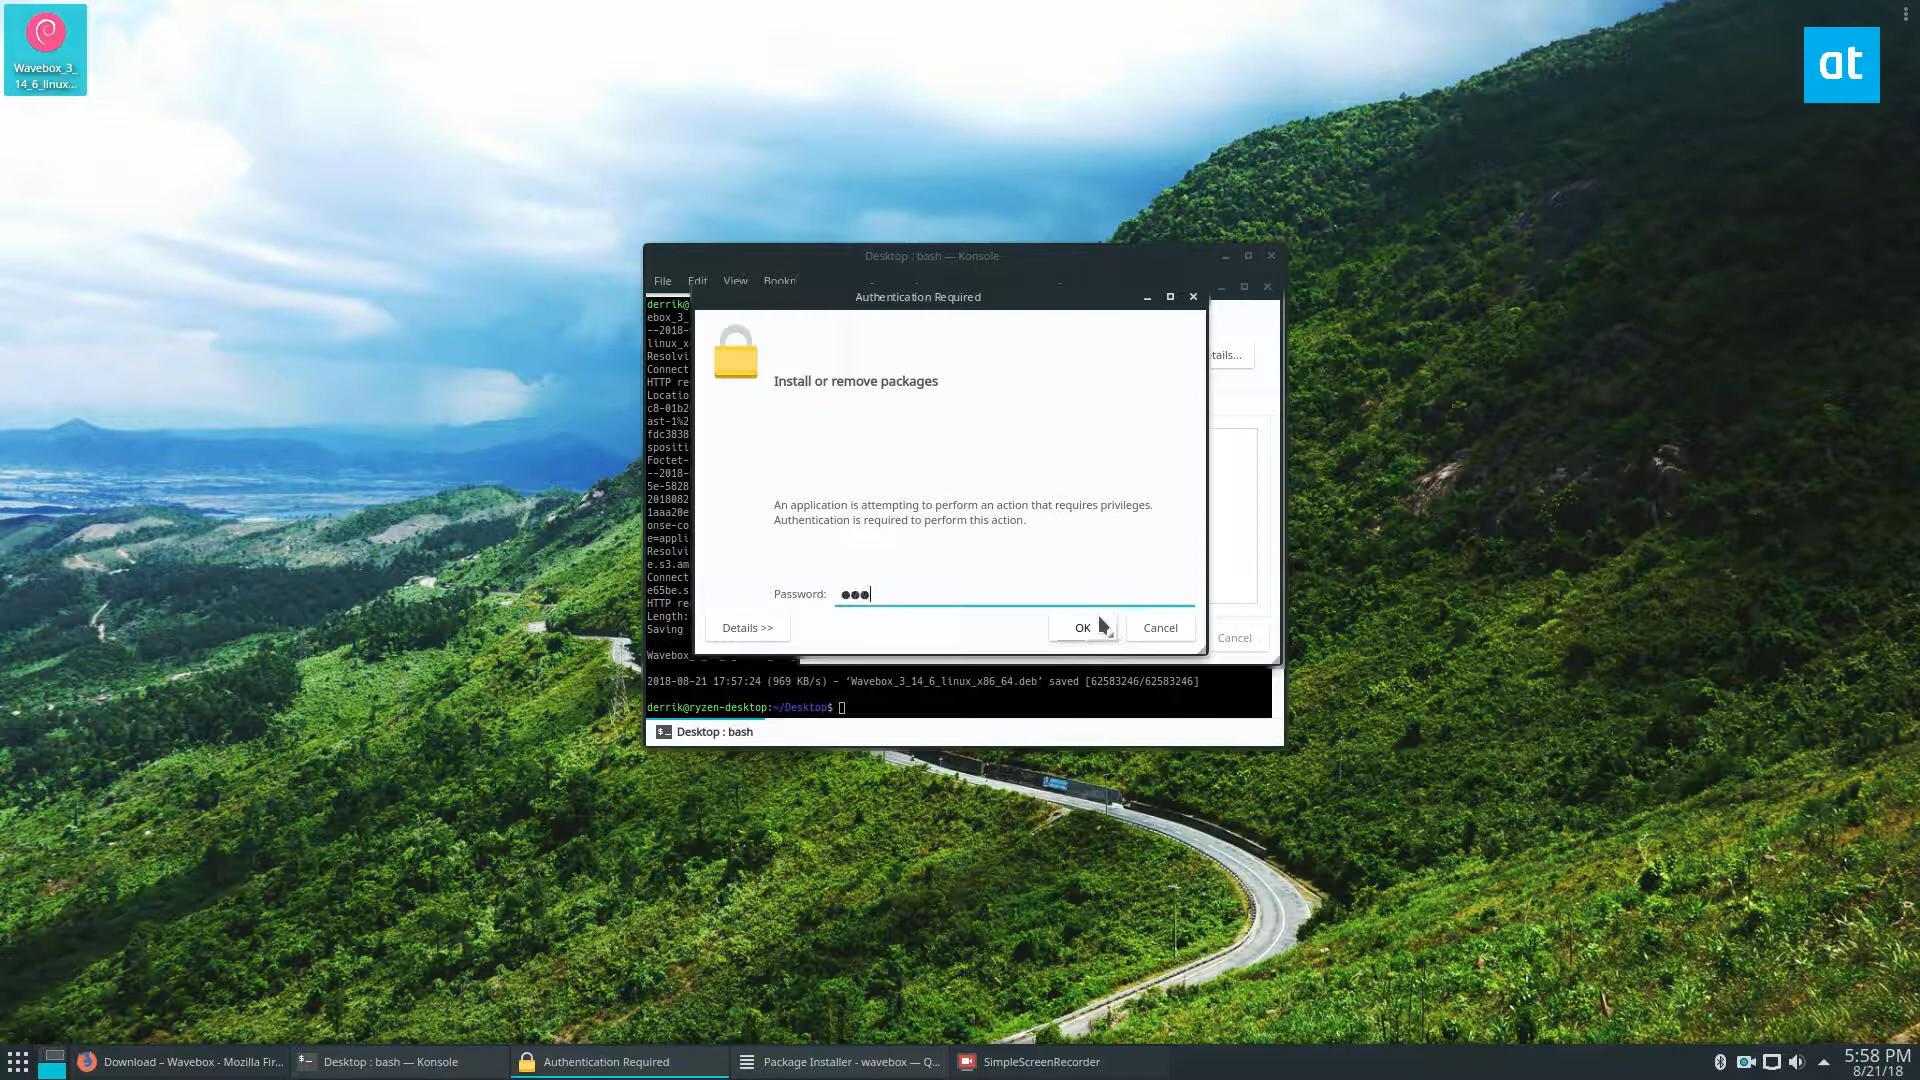 Wavebox_3_
14_6_linux...
at
Desktop : bash — Konsole
File Edit View Bookn
Authentication Required
derrik@
ebox_3_
--2018-
linux_x
Resolvi
Connect
HTTP re
Locatio
c8-01b2
ast-1%2
fdc3838
spositi
Foctet-
--2018-
5e-5828
2018082
1aaa20e
onse-co
e=appli
Resolvi
e.s3.am
Connect
e65be.s
HTTP re
Length:
Saving
Install or remove packages
etails...
An application is attempting to perform an action that requires privileges.
Authentication is required to perform this action.
Password: ●●●
Details >>
OK
Cancel
Cancel
Wavebox_
2018-08-21 17:57:24 (969 KB/s) - ‘Wavebox_3_14_6_linux_x86_64.deb’ saved [62583246/62583246]
derrik@ryzen-desktop:~/Desktop$
Desktop : bash
Download – Wavebox - Mozilla Fir...
Desktop : bash — Konsole
Authentication Required
Package Installer - wavebox — Q...
SimpleScreenRecorder
5:58 PM
8/21/18